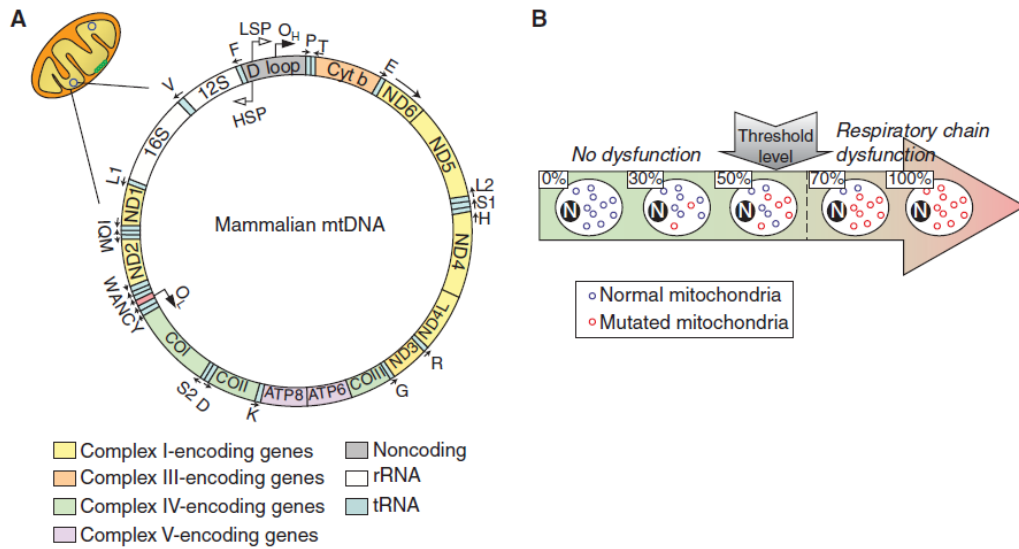 A
LSP
OH
P T
F
D loop
Cyt b
E
V
12S
HSP
ND6
16S
ND5
L1
ND1
L2
S1
H
Mammalian mtDNA
IQM
ND2
ND4
WANCY
OL
ND4L
COI
ND3
R
S2 D
COII
ATP8
ATP6
COIII
G
K
Complex I-encoding genes
Complex III-encoding genes
Complex IV-encoding genes
Complex V-encoding genes
Noncoding
rRNA
tRNA
B
Threshold
level
No dysfunction
Respiratory chain
dysfunction
0%
30%
50%
70%
100%
N
N
N
N
N
Normal mitochondria
Mutated mitochondria